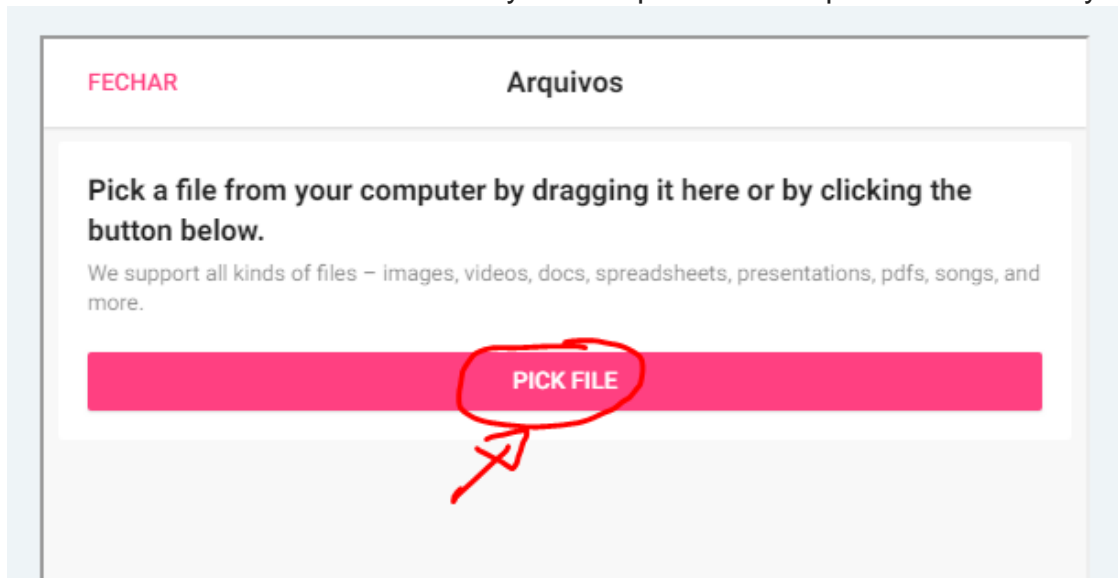 FECHAR
Arquivos
Pick a file from your computer by dragging it here or by clicking the
button below.
We support all kinds of files – images, videos, docs, spreadsheets, presentations, pdfs, songs, and
more.
PICK FILE